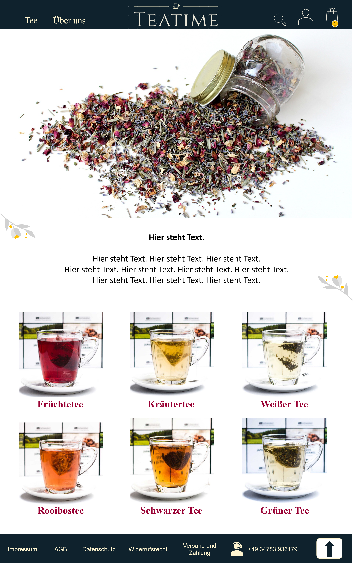 Tee Über uns
TEATIME
Hier steht Text.
Hier steht Text. Hier steht Text. Hier steht Text.
Hier steht Text. Hier steht Text. Hier steht Text. Hier steht Text.
Hier steht Text. Hier steht Text. Hier steht Text.
Früchtetee Kräutertee Weißer Tee
Rooibostee Schwarzer Tee Grüner Tee
Impressum AGB Datenschutz Widerrufsrecht Versand und
Zahlung